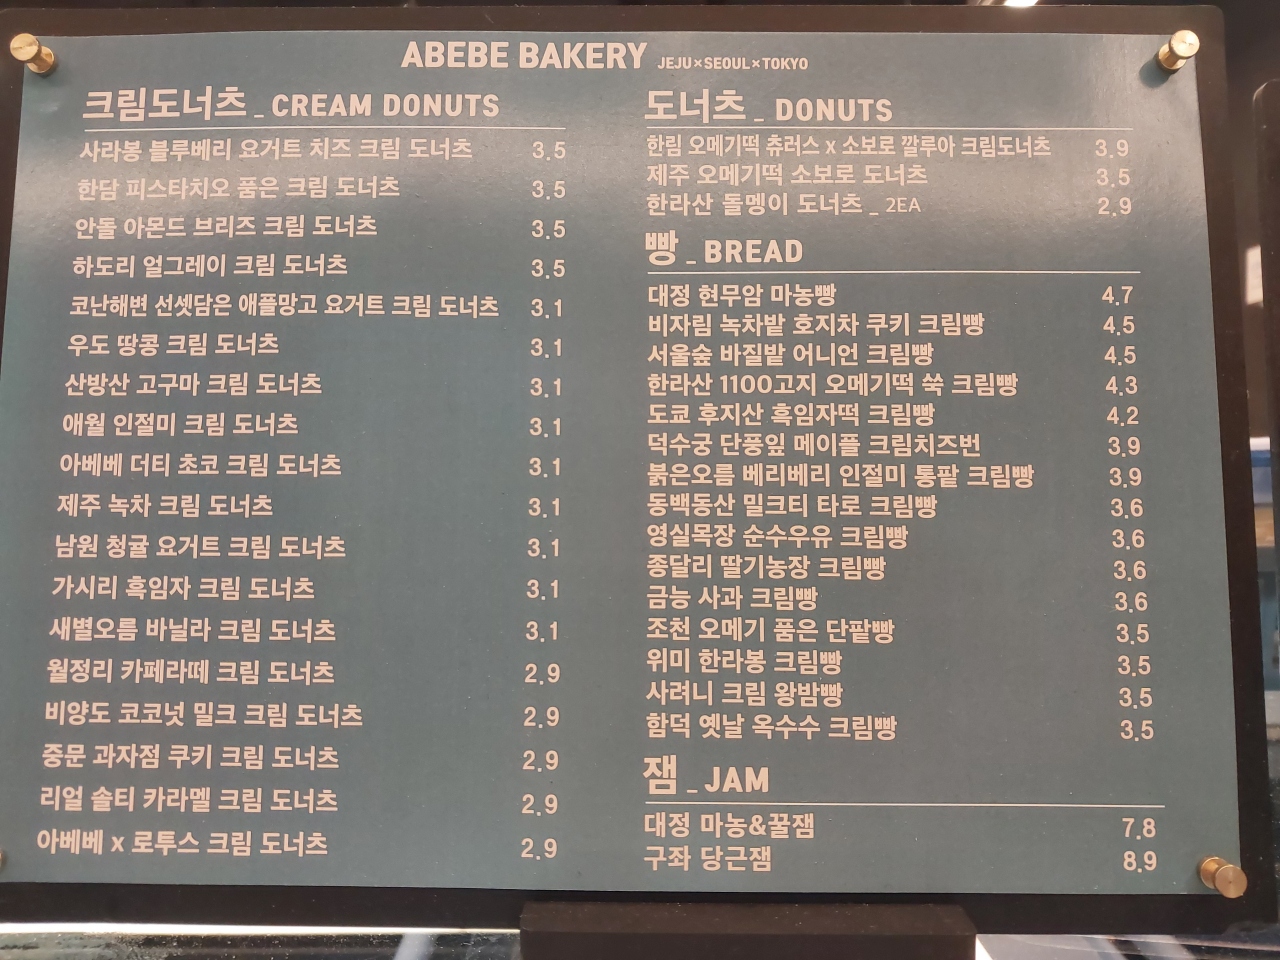 ABEBE BAKERY JEJU×SEOUL×TOKYO
크림도너츠_CREAM DONUTS
사라봉 블루베리 요거트 치즈 크림 도너츠 3.5
한담 피스타치오 품은 크림 도너츠 3.5
안돌 아몬드 브리즈 크림 도너츠 3.5
하도리 얼그레이 크림 도너츠 3.5
코난해변 선셋담은 애플망고 요거트 크림 도너츠 3.1
우도 땅콩 크림 도너츠 3.1
산방산 고구마 크림 도너츠 3.1
애월 인절미 크림 도너츠 3.1
아베베 더티 초코 크림 도너츠 3.1
제주 녹차 크림 도너츠 3.1
남원 청귤 요거트 크림 도너츠 3.1
가시리 흑임자 크림 도너츠 3.1
새별오름 바닐라 크림 도너츠 3.1
월정리 카페라떼 크림 도너츠 2.9
비양도 코코넛 밀크 크림 도너츠 2.9
중문 과자점 쿠키 크림 도너츠 2.9
리얼 솔티 카라멜 크림 도너츠 2.9
아베베 x 로투스 크림 도너츠 2.9
도너츠_DONUTS
한림 오메기떡 츄러스 x 소보로 깔루아 크림도너츠 3.9
제주 오메기떡 소보로 도너츠 3.5
한라산 돌멩이 도너츠_2EA 2.9
빵_BREAD
대정 현무암 마농빵 4.7
비자림 녹차밭 호지차 쿠키 크림빵 4.5
서울숲 바질밭 어니언 크림빵 4.5
한라산 1100고지 오메기떡 쑥 크림빵 4.3
도쿄 후지산 흑임자떡 크림빵 4.2
덕수궁 단풍잎 메이플 크림치즈번 3.9
붉은오름 베리베리 인절미 통팥 크림빵 3.9
동백동산 밀크티 타로 크림빵 3.6
영실목장 순수우유 크림빵 3.6
종달리 딸기농장 크림빵 3.6
금능 사과 크림빵 3.6
조천 오메기 품은 단팥빵 3.5
위미 한라봉 크림빵 3.5
사려니 크림 왕밤빵 3.5
함덕 옛날 옥수수 크림빵 3.5
잼_JAM
대정 마농&꿀잼 7.8
구좌 당근잼 8.9